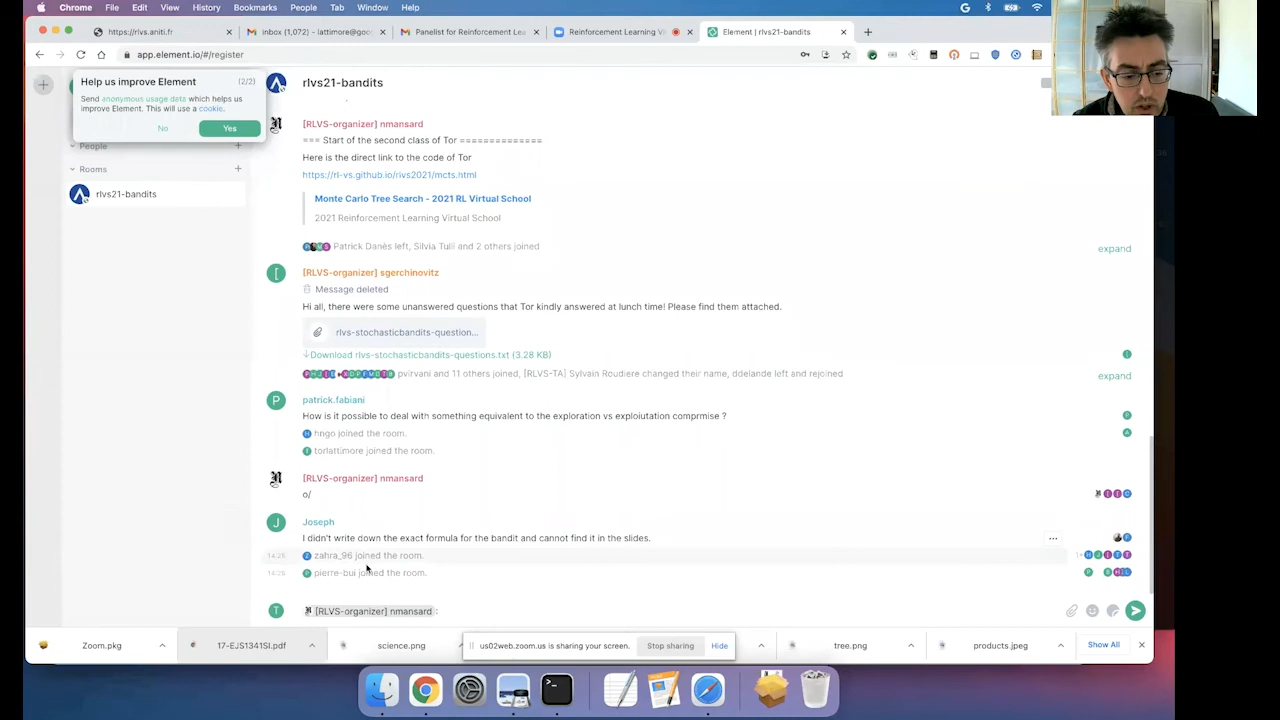 Chrome File Edit View History Bookmarks People Tab Window Help
https://rlvs.aniti.fr
Inbox (1,072) - lattimore@goo
Panelist for Reinforcement Lea
Reinforcement Learning Vi
Element | rlvs21-bandits
app.element.io/#/register
Help us improve Element (2/2)
Send anonymous usage data which helps us
improve Element. This will use a cookie.
No Yes
People
Rooms
rlvs21-bandits
rlvs21-bandits
[RLVS-organizer] nmansard
=== Start of the second class of Tor ==============
Here is the direct link to the code of Tor
https://rl-vs.github.io/rlvs2021/mcts.html
Monte Carlo Tree Search - 2021 RL Virtual School
2021 Reinforcement Learning Virtual School
Patrick Danès left, Silvia Tulli and 2 others joined
expand
[RLVS-organizer] sgerchinovitz
Message deleted
Hi all, there were some unanswered questions that Tor kindly answered at lunch time! Please find them attached.
rlvs-stochasticbandits-question...
Download rlvs-stochasticbandits-questions.txt (3.28 KB)
pvirvani and 11 others joined, [RLVS-TA] Sylvain Roudiere changed their name, ddelande left and rejoined
expand
patrick.fabiani
How is it possible to deal with something equivalent to the exploration vs exploiutation comprmise ?
hngo joined the room.
torlattimore joined the room.
[RLVS-organizer] nmansard
o/
Joseph
I didn't write down the exact formula for the bandit and cannot find it in the slides.
14:25 zahra_96 joined the room.
pierre-bui joined the room.
[RLVS-organizer] nmansard :
Zoom.pkg
17-EJS1341SI.pdf
science.png
us02web.zoom.us is sharing your screen.
Stop sharing
Hide
tree.png
products.jpeg
Show All